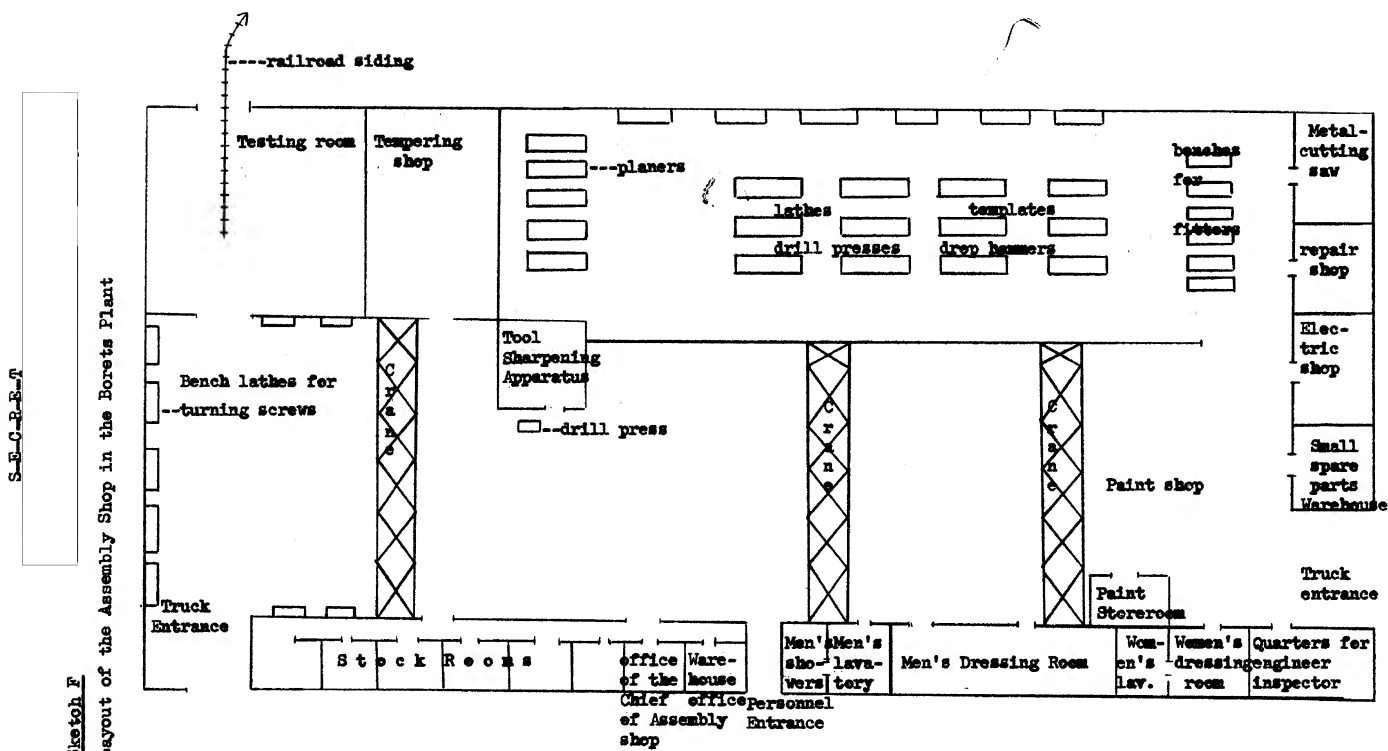 S-E-C-R-E-T
Sketch F
Layout of the Assembly Shop in the Borets Plant
----railroad siding
Testing room
Tempering
shop
---planers
lathes
templates
drill presses
drop hammers
benches
for
fitters
Metal-
cutting
saw
repair
shop
Elec-
tric
shop
Small
spare
parts
Warehouse
Bench lathes for
--turning screws
Crane
Tool
Sharpening
Apparatus
--drill press
Crane
Crane
Paint shop
Truck
Entrance
Paint
Storeroom
Truck
entrance
Stock Rooms
office
of the
Chief
of Assembly
shop
Ware-
house
office
Personnel
Entrance
Men's
sho-
wers
Men's
lava-
tory
Men's Dressing Room
Wom-
en's
lav.
Women's
dressing
room
Quarters for
engineer
inspector